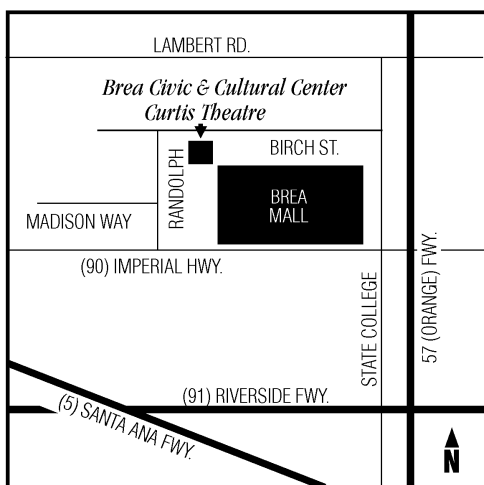 LAMBERT RD.
Brea Civic & Cultural Center
Curtis Theatre
BIRCH ST.
RANDOLPH
BREA
MALL
MADISON WAY
(90) IMPERIAL HWY.
STATE COLLEGE
57 (ORANGE) FWY.
(91) RIVERSIDE FWY.
(5) SANTA ANA FWY.
N